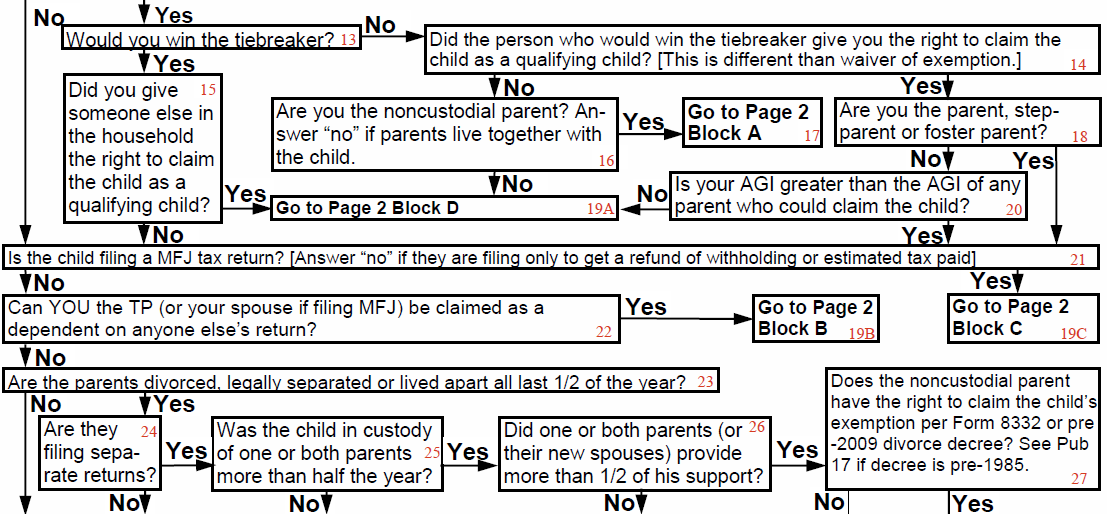 No
Yes
Would you win the tiebreaker? 13
No
Did the person who would win the tiebreaker give you the right to claim the
child as a qualifying child? [This is different than waiver of exemption.] 14
Yes
Did you give 15
someone else in
the household
the right to claim
the child as a
qualifying child?
No
Are you the noncustodial parent? An-
swer “no” if parents live together with
the child. 16
Yes
Go to Page 2
Block A 17
Yes
Are you the parent, step-
parent or foster parent? 18
No
Yes
No
Is your AGI greater than the AGI of any
parent who could claim the child? 20
No
Yes
Go to Page 2 Block D 19A
No
Yes
Is the child filing a MFJ tax return? [Answer “no” if they are filing only to get a refund of withholding or estimated tax paid] 21
No
Yes
Can YOU the TP (or your spouse if filing MFJ) be claimed as a
dependent on anyone else’s return? 22
Yes
Go to Page 2
Block B 19B
Go to Page 2
Block C 19C
No
Are the parents divorced, legally separated or lived apart all last 1/2 of the year? 23
No
Yes
Are they 24
filing sepa-
rate returns?
Yes
Was the child in custody
of one or both parents 25
more than half the year?
Yes
Did one or both parents (or 26
their new spouses) provide
more than 1/2 of his support?
Yes
Does the noncustodial parent
have the right to claim the child’s
exemption per Form 8332 or pre
-2009 divorce decree? See Pub
17 if decree is pre-1985.
27
No
No
No
No
Yes